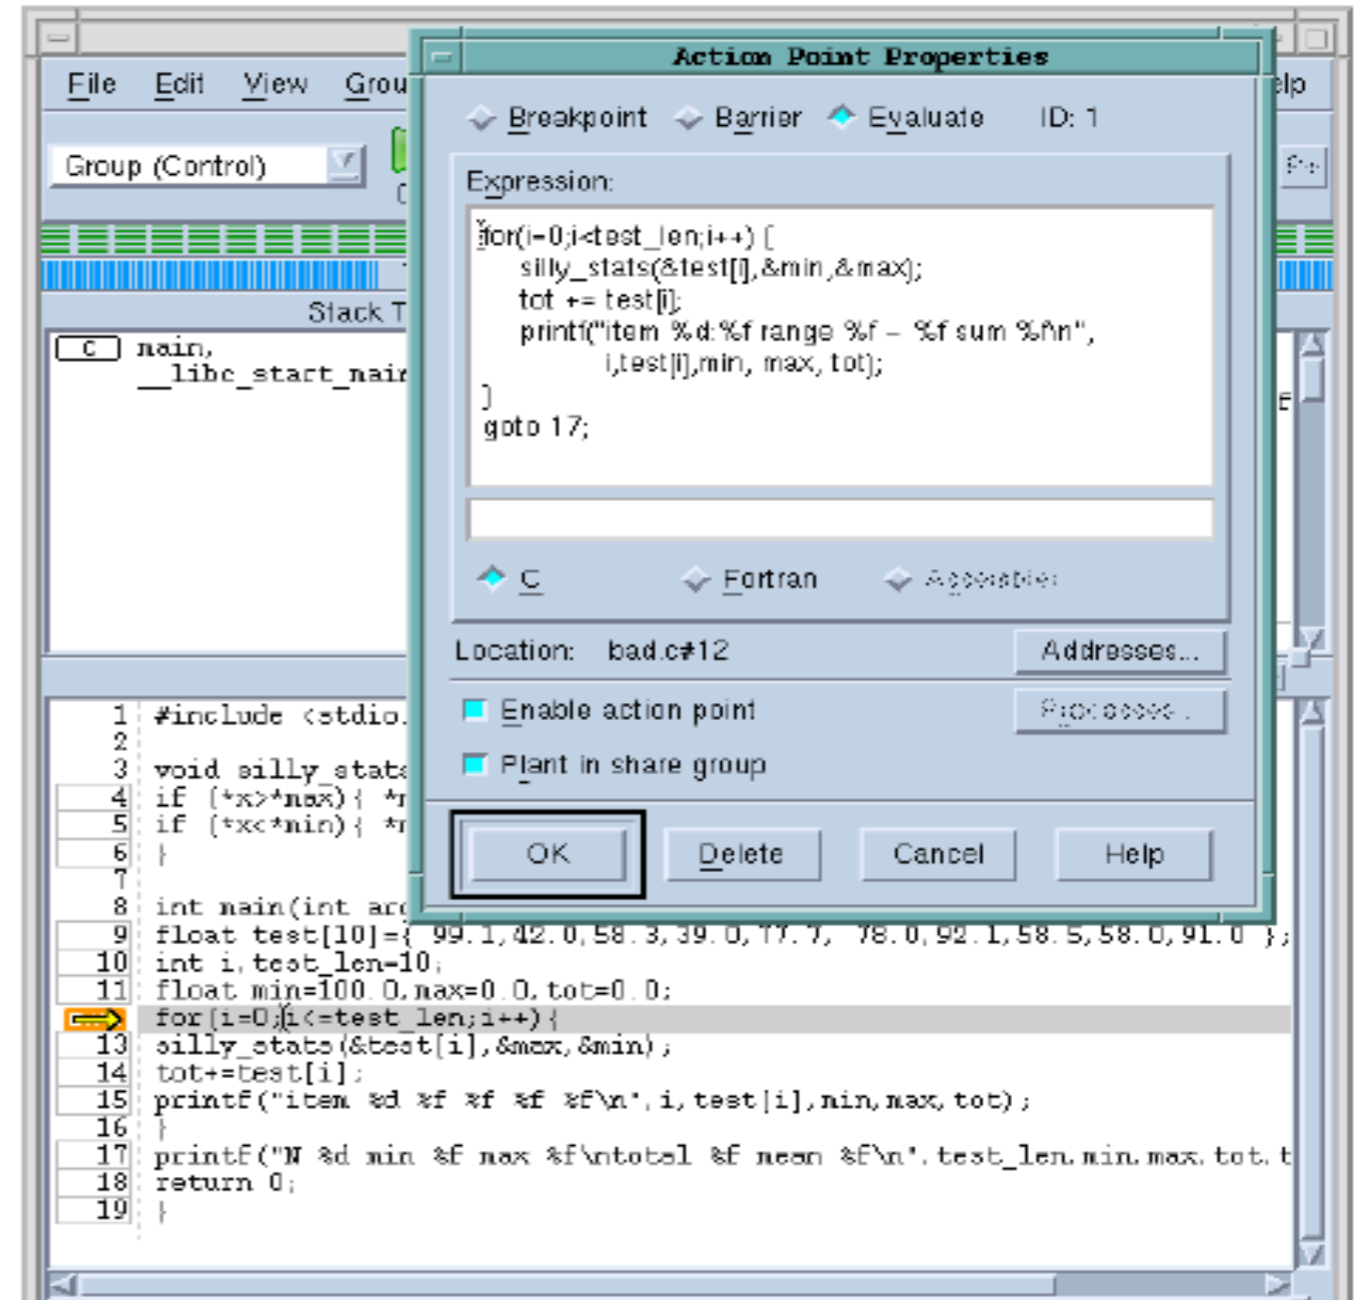 Action Point Properties
File Edit View Grou
elp
Breakpoint Barrier Evaluate ID: 1
Group (Control)
Expression:
for(i=0;i<test_len;i++) {
silly_stats(&test[i],&min,&max);
tot += test[i];
printf("item %d:%f range %f - %f sum %f\n",
i,test[i],min, max, tot);
}
goto 17;
Stack T
C main,
__libc_start_main
C Fortran Assembler
Location: bad.c#12 Addresses...
Enable action point Processes...
Plant in share group
OK Delete Cancel Help
1 #include <stdio.
2
3 void silly_stats
4 if (*x>*max){ *m
5 if (*x<*min){ *m
6 }
7
8 int main(int arg
9 float test[10]={ 99.1,42.0,58.3,39.0,77.7, 78.0,92.1,58.5,58.0,91.0 };
10 int i,test_len=10;
11 float min=100.0,max=0.0,tot=0.0;
for(i=0;i<=test_len;i++){
13 silly_stats(&test[i],&max,&min);
14 tot+=test[i];
15 printf("item %d %f %f %f %f\n",i,test[i],min,max,tot);
16 }
17 printf("N %d min %f max %f\ntotal %f mean %f\n",test_len,min,max,tot,t
18 return 0;
19 }